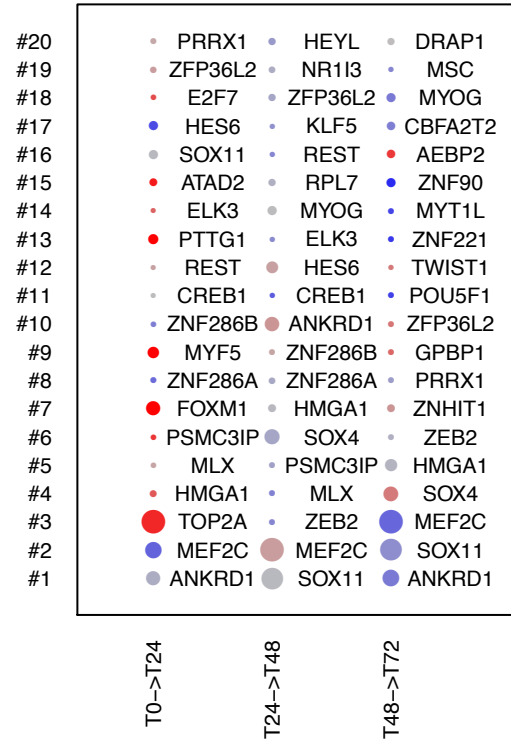 #20 PRRX1 HEYL DRAP1
#19 ZFP36L2 NR1I3 MSC
#18 E2F7 ZFP36L2 MYOG
#17 HES6 KLF5 CBFA2T2
#16 SOX11 REST AEBP2
#15 ATAD2 RPL7 ZNF90
#14 ELK3 MYOG MYT1L
#13 PTTG1 ELK3 ZNF221
#12 REST HES6 TWIST1
#11 CREB1 CREB1 POU5F1
#10 ZNF286B ANKRD1 ZFP36L2
#9 MYF5 ZNF286B GPBP1
#8 ZNF286A ZNF286A PRRX1
#7 FOXM1 HMGA1 ZNHIT1
#6 PSMC3IP SOX4 ZEB2
#5 MLX PSMC3IP HMGA1
#4 HMGA1 MLX SOX4
#3 TOP2A ZEB2 MEF2C
#2 MEF2C MEF2C SOX11
#1 ANKRD1 SOX11 ANKRD1
T0−>T24
T24−>T48
T48−>T72